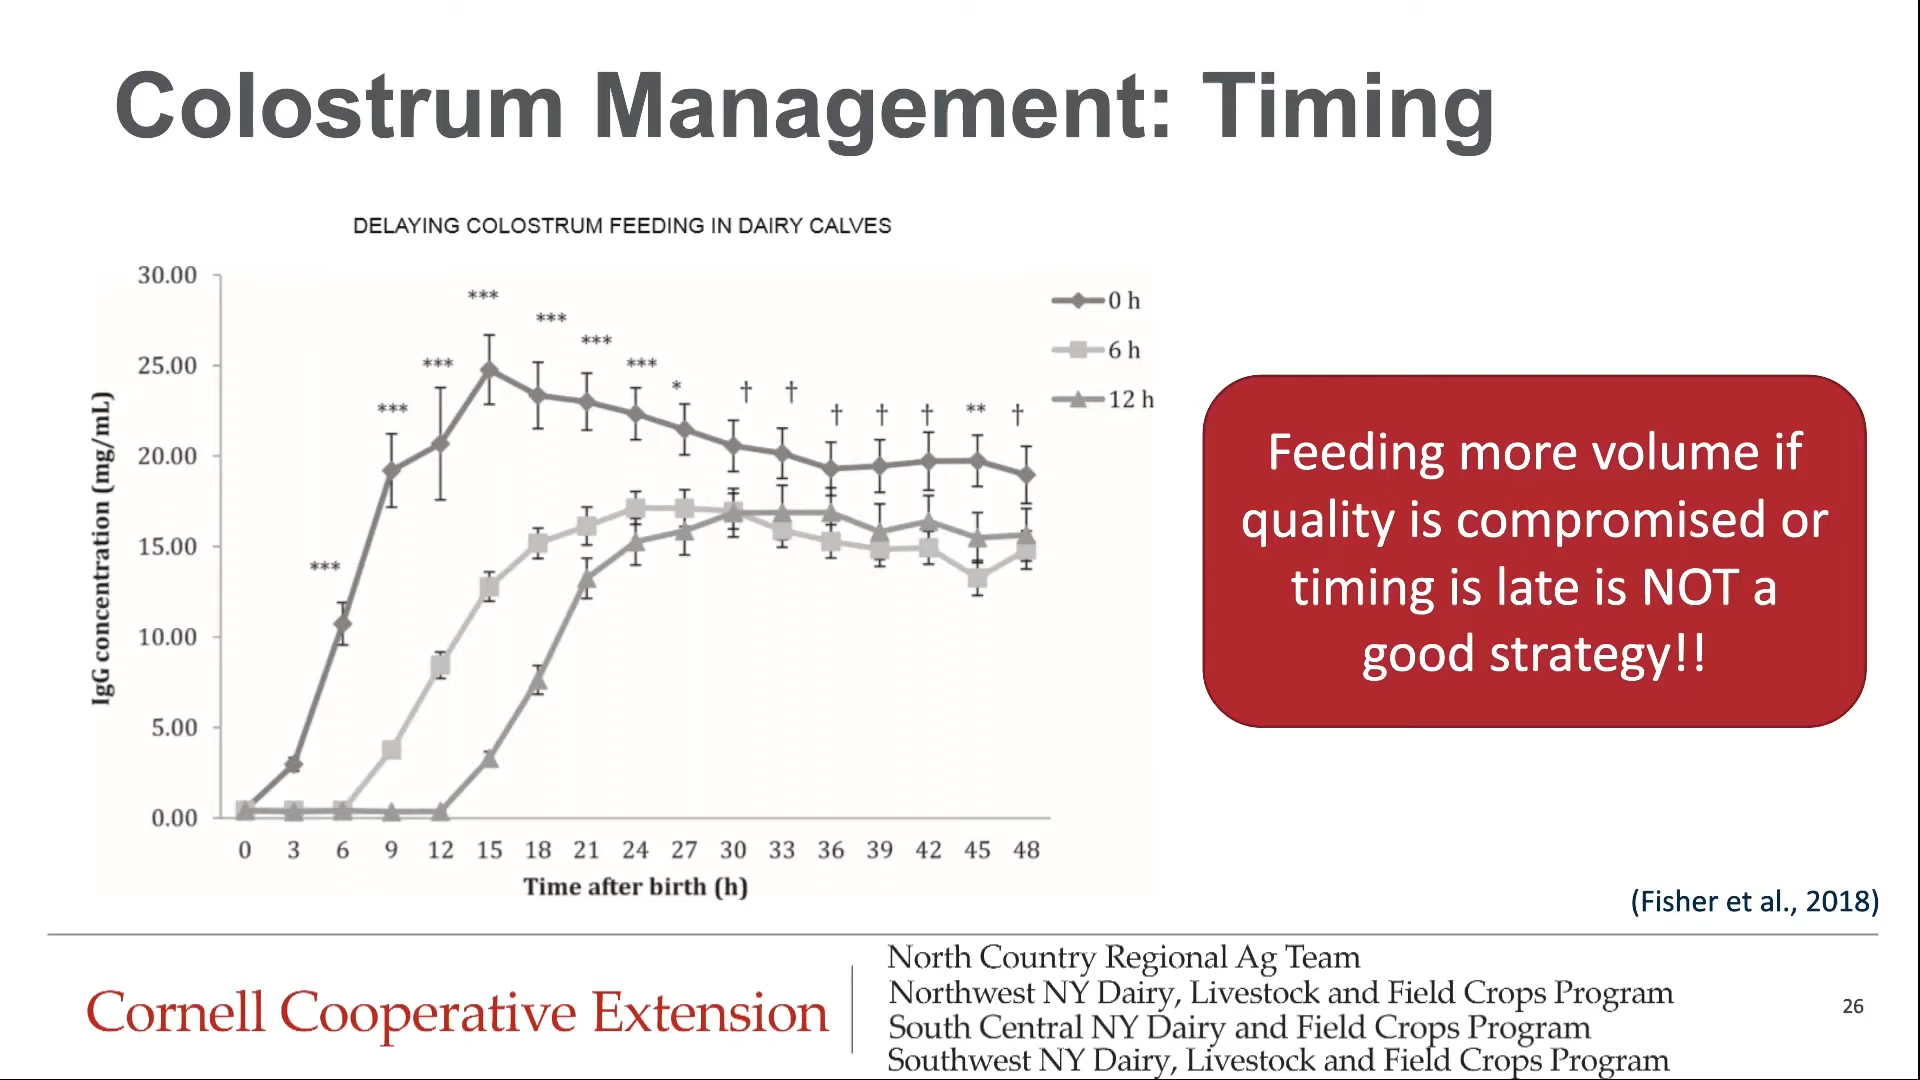 Colostrum Management: Timing
DELAYING COLOSTRUM FEEDING IN DAIRY CALVES
IgG concentration (mg/mL)
30.00
25.00
20.00
15.00
10.00
5.00
0.00
***
***
***
***
***
***
***
*
†
†
†
†
†
**
†
0 h
6 h
12 h
0 3 6 9 12 15 18 21 24 27 30 33 36 39 42 45 48
Time after birth (h)
Feeding more volume if
quality is compromised or
timing is late is NOT a
good strategy!!
(Fisher et al., 2018)
Cornell Cooperative Extension
North Country Regional Ag Team
Northwest NY Dairy, Livestock and Field Crops Program
South Central NY Dairy and Field Crops Program
Southwest NY Dairy, Livestock and Field Crops Program
26